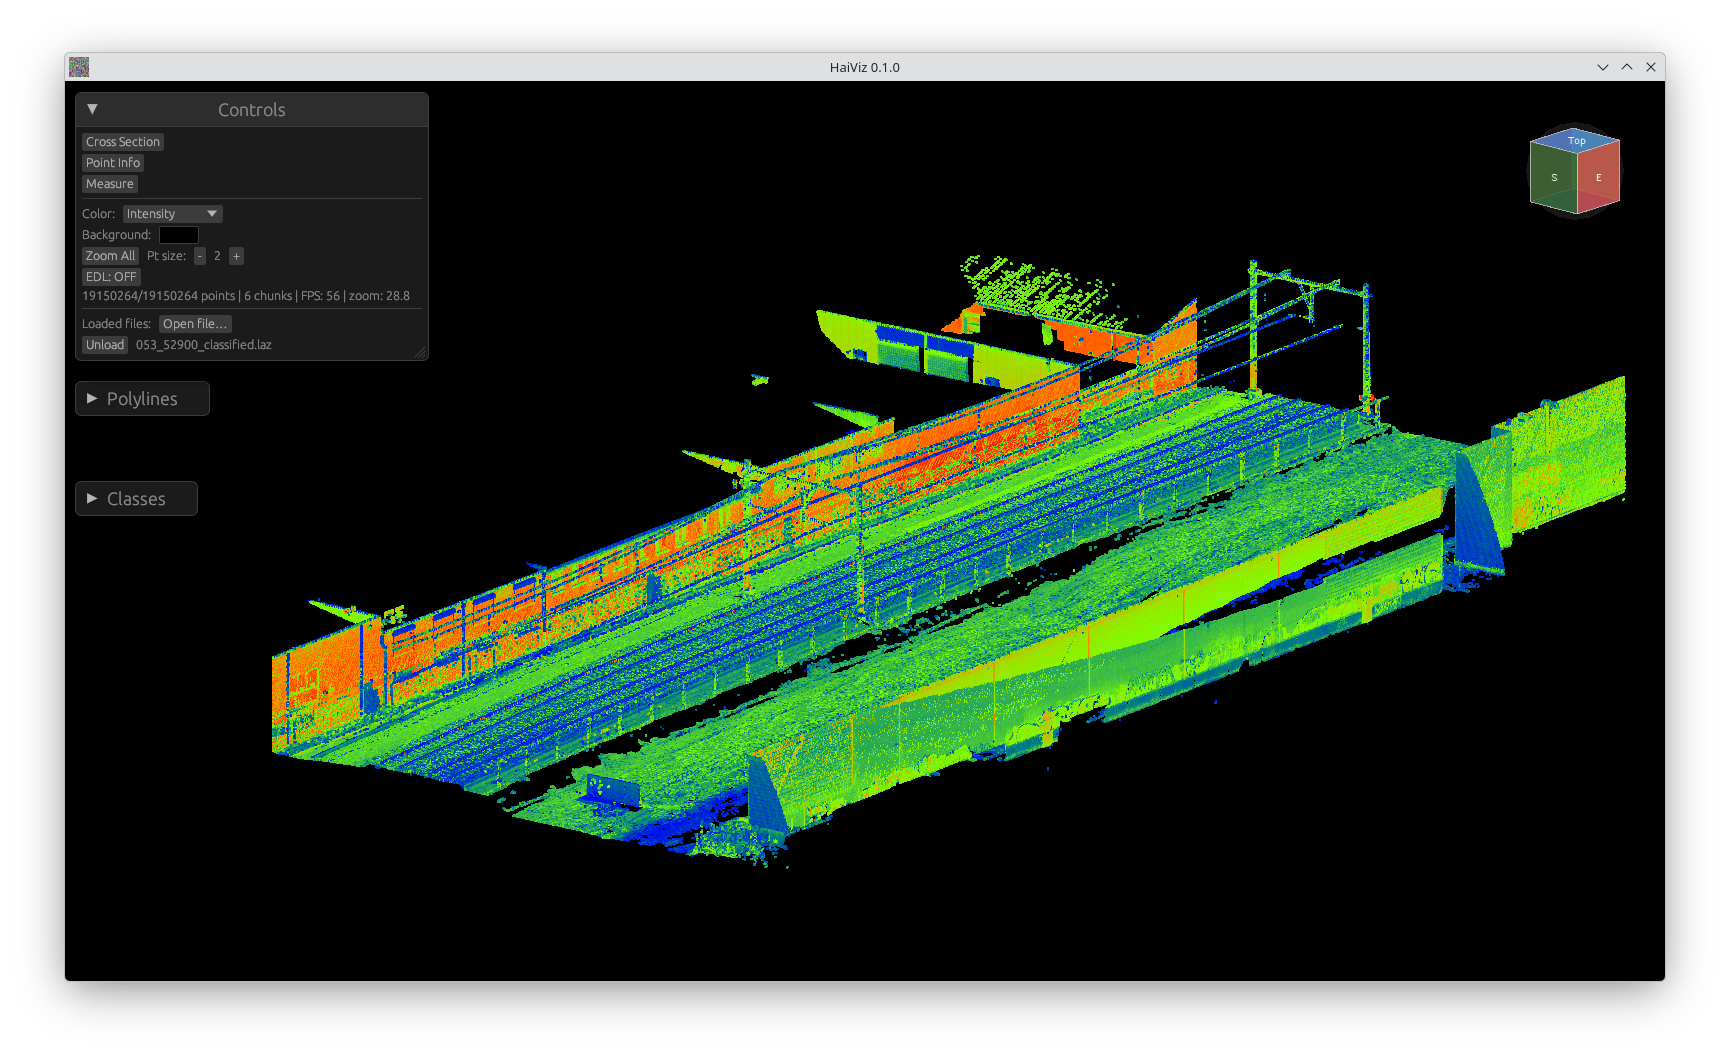 HaiViz 0.1.0
Controls
Cross Section
Point Info
Measure
Color: Intensity
Background:
Zoom All Pt size: - 2 +
EDL: OFF
19150264/19150264 points | 6 chunks | FPS: 56 | zoom: 28.8
Loaded files: Open file...
Unload 053_52900_classified.laz
Polylines
Classes
Top
S E